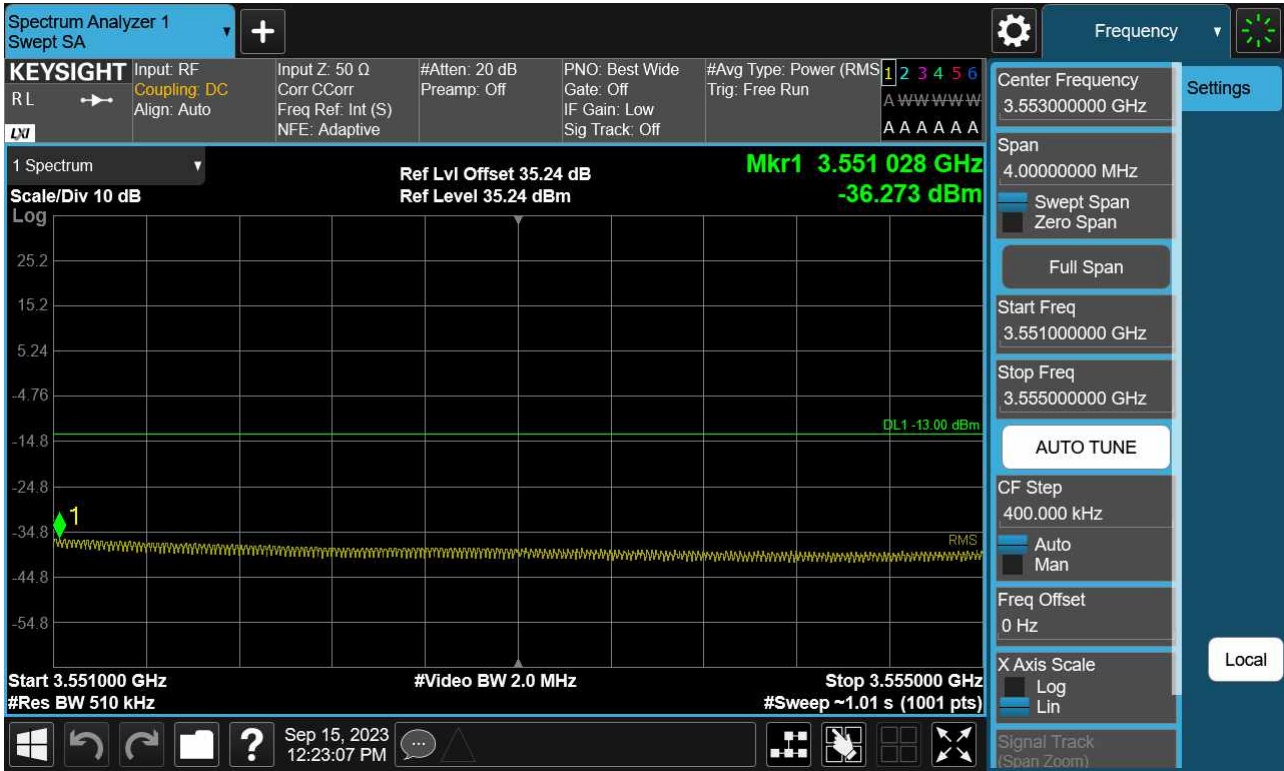 Spectrum Analyzer 1
Swept SA
+
Frequency
KEYSIGHT
R L
LXI
Input: RF
Coupling: DC
Align: Auto
Input Z: 50 Ω
Corr CCorr
Freq Ref: Int (S)
NFE: Adaptive
#Atten: 20 dB
Preamp: Off
PNO: Best Wide
Gate: Off
IF Gain: Low
Sig Track: Off
#Avg Type: Power (RMS
Trig: Free Run
1 2 3 4 5 6
A W W W W W
A A A A A A
1 Spectrum
Scale/Div 10 dB
Log
Ref Lvl Offset 35.24 dB
Ref Level 35.24 dBm
Mkr1 3.551 028 GHz
-36.273 dBm
25.2
15.2
5.24
-4.76
-14.8
-24.8
-34.8
-44.8
-54.8
DL1 -13.00 dBm
1
RMS
Start 3.551000 GHz
#Res BW 510 kHz
#Video BW 2.0 MHz
Stop 3.555000 GHz
#Sweep ~1.01 s (1001 pts)
?
Sep 15, 2023
12:23:07 PM
Center Frequency
3.553000000 GHz
Span
4.00000000 MHz
Swept Span
Zero Span
Full Span
Start Freq
3.551000000 GHz
Stop Freq
3.555000000 GHz
AUTO TUNE
CF Step
400.000 kHz
Auto
Man
Freq Offset
0 Hz
X Axis Scale
Log
Lin
Signal Track
(Span Zoom)
Settings
Local